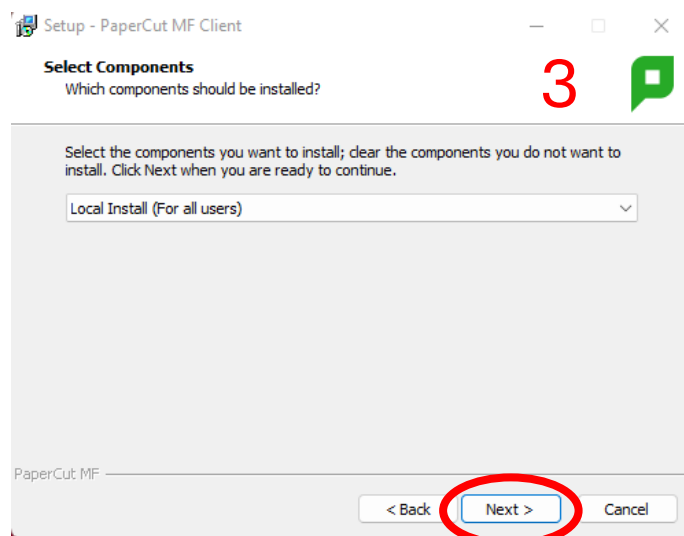 Setup - PaperCut MF Client
Select Components
Which components should be installed?
3
Select the components you want to install; clear the components you do not want to
install. Click Next when you are ready to continue.
Local Install (For all users)
PaperCut MF
< Back
Next >
Cancel